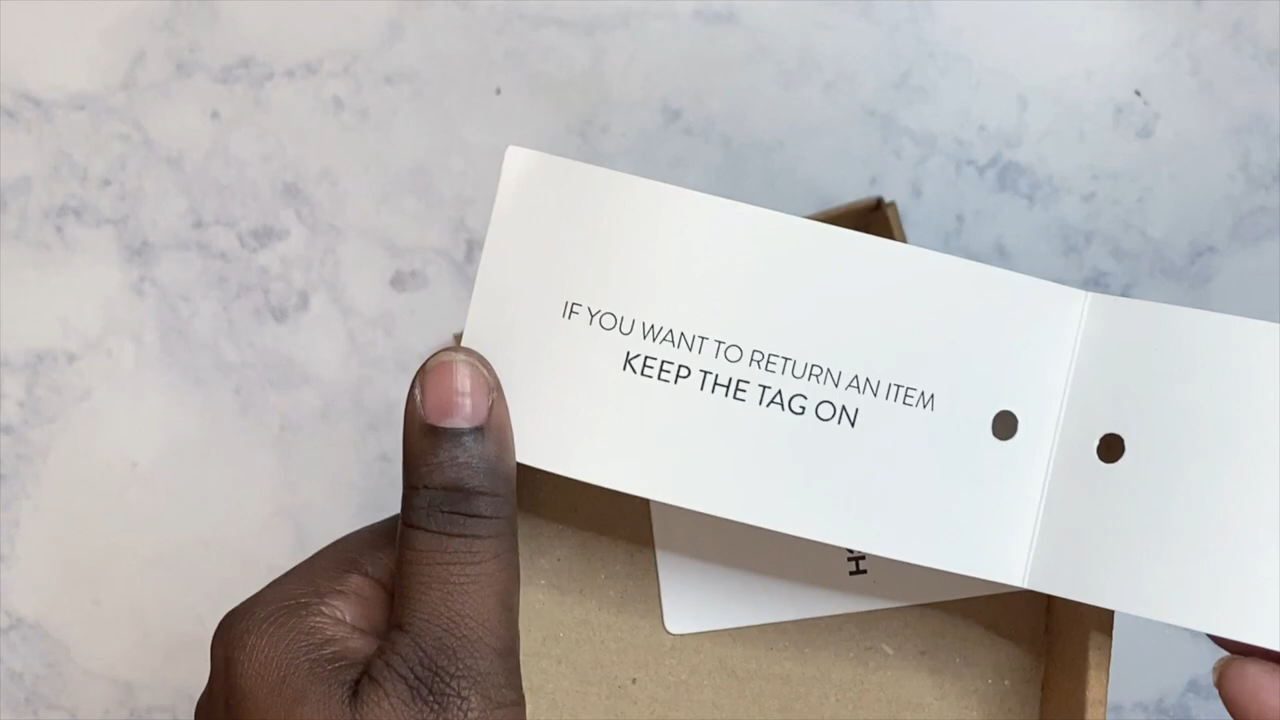 IF YOU WANT TO RETURN AN ITEM
KEEP THE TAG ON
H